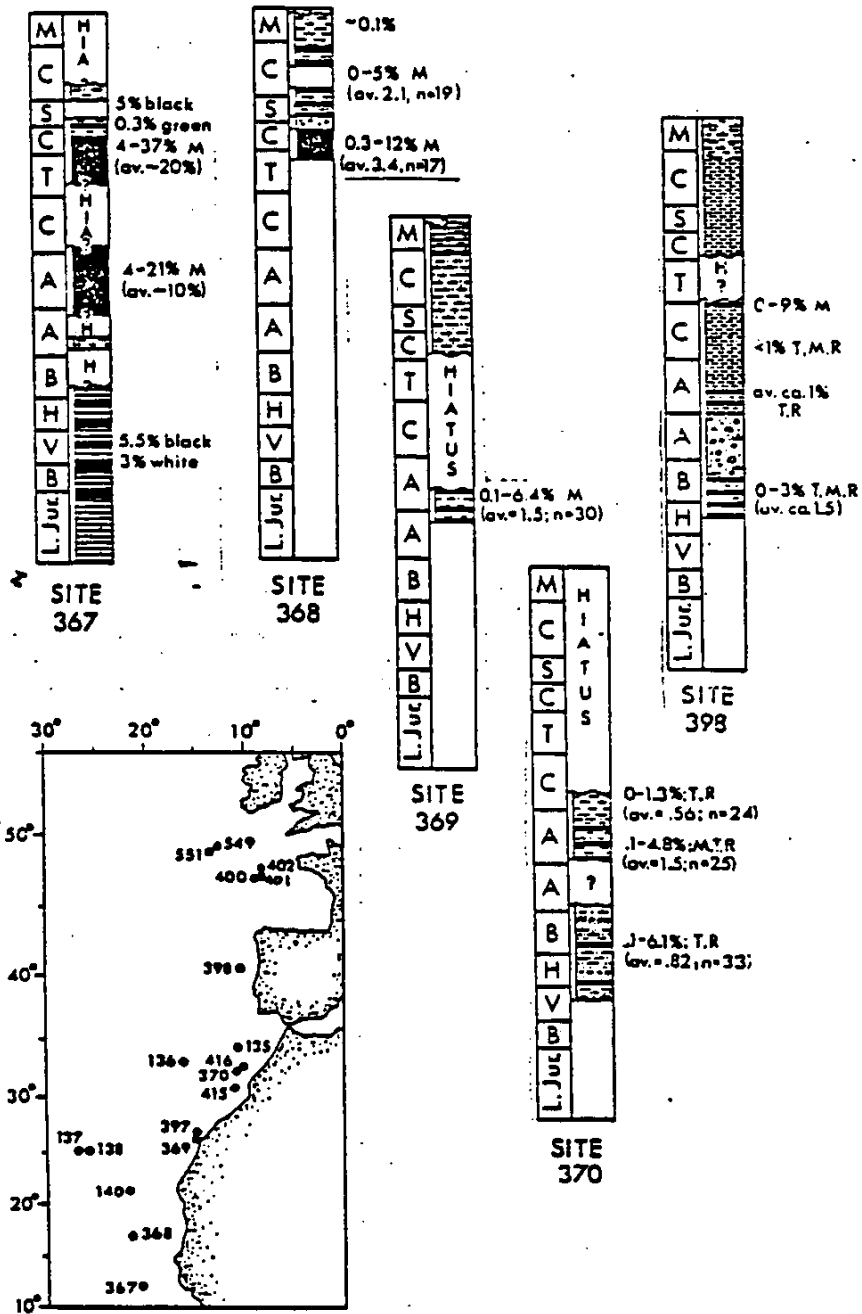 M
C
S
C
T
C
A
A
B
H
V
B
L. Jur.
H
I
A
?
H
I
A
?
H
H
?
5% black
0.3% green
4-37% M
(av.~20%)
4-21% M
(av.~10%)
5.5% black
3% white
SITE
367
M
C
S
C
T
C
A
A
B
H
V
B
L. Jur.
~0.1%
0-5% M
(av. 2.1, n=19)
0.3-12% M
(av. 3.4, n=17)
SITE
368
M
C
S
C
T
C
A
A
B
H
V
B
L. Jur.
HIATUS
0.1-6.4% M
(av.=1.5; n=30)
SITE
369
M
C
S
C
T
C
A
A
B
H
V
B
L. Jur.
H
?
0-9% M
<1% T,M,R
av. ca.1%
T.R
0-3% T.M.R
(av. ca 1.5)
SITE
398
M
C
S
C
T
C
A
A
B
H
V
B
L. Jur.
HIATUS
?
0-1.3%; T.R
(av.=.56; n=24)
.1-4.8%; M.T.R
(av.=1.5; n=25)
.1-6.1%; T.R
(av.=.82; n=33)
SITE
370
30° 20° 10° 0°
50°
40°
30°
20°
10°
549
551
402
400 401
398
135
136 416
370
415
137 397
138 369
140
368
367